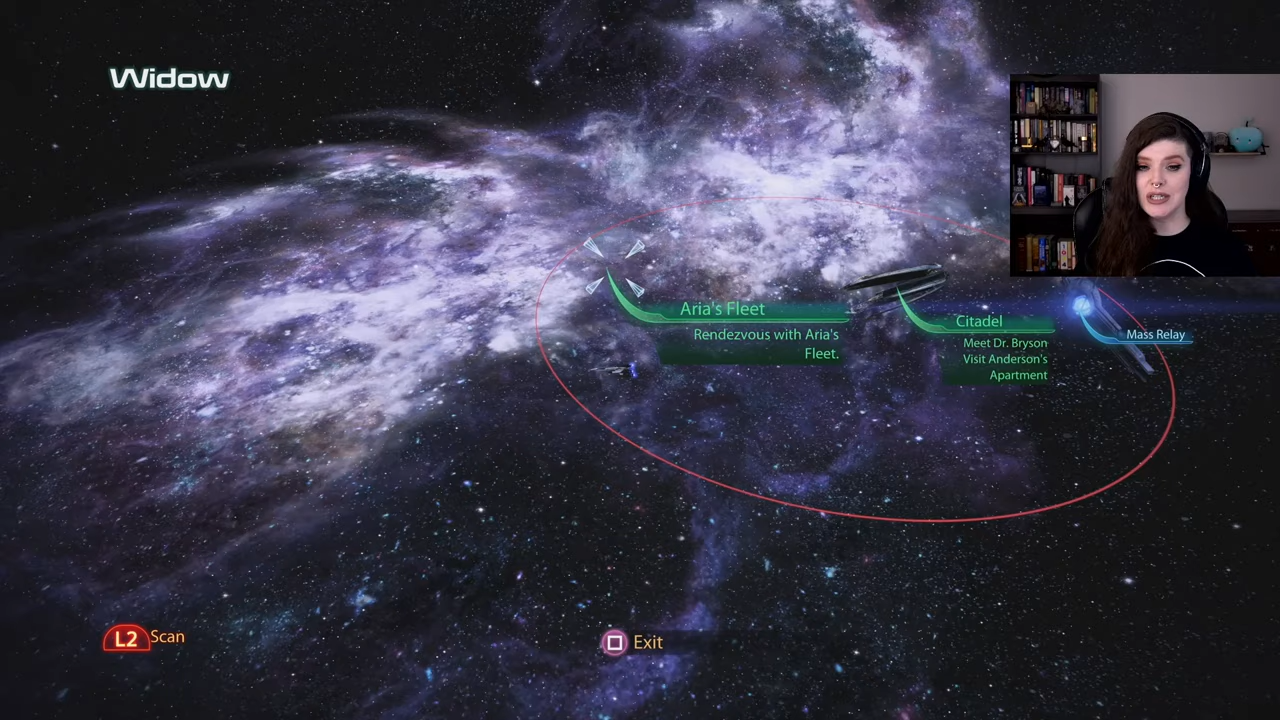 Widow
Aria's Fleet
Rendezvous with Aria's
Fleet.
Citadel
Meet Dr. Bryson
Visit Anderson's
Apartment
Mass Relay
L2 Scan
Exit